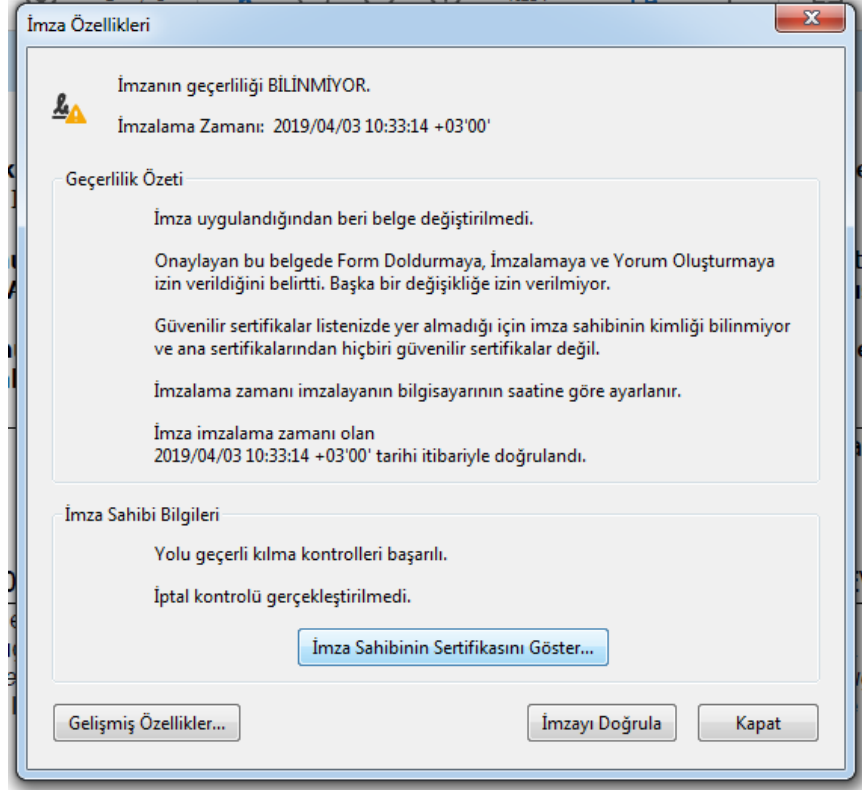 İmza Özellikleri
İmzanın geçerliliği BİLİNMİYOR.
İmzalama Zamanı: 2019/04/03 10:33:14 +03'00'
Geçerlilik Özeti
İmza uygulandığından beri belge değiştirilmedi.
Onaylayan bu belgede Form Doldurmaya, İmzalamaya ve Yorum Oluşturmaya
izin verildiğini belirtti. Başka bir değişikliğe izin verilmiyor.
Güvenilir sertifikalar listenizde yer almadığı için imza sahibinin kimliği bilinmiyor
ve ana sertifikalarından hiçbiri güvenilir sertifikalar değil.
İmzalama zamanı imzalayanın bilgisayarının saatine göre ayarlanır.
İmza imzalama zamanı olan
2019/04/03 10:33:14 +03'00' tarihi itibariyle doğrulandı.
İmza Sahibi Bilgileri
Yolu geçerli kılma kontrolleri başarılı.
İptal kontrolü gerçekleştirilmedi.
İmza Sahibinin Sertifikasını Göster...
Gelişmiş Özellikler... İmzayı Doğrula Kapat